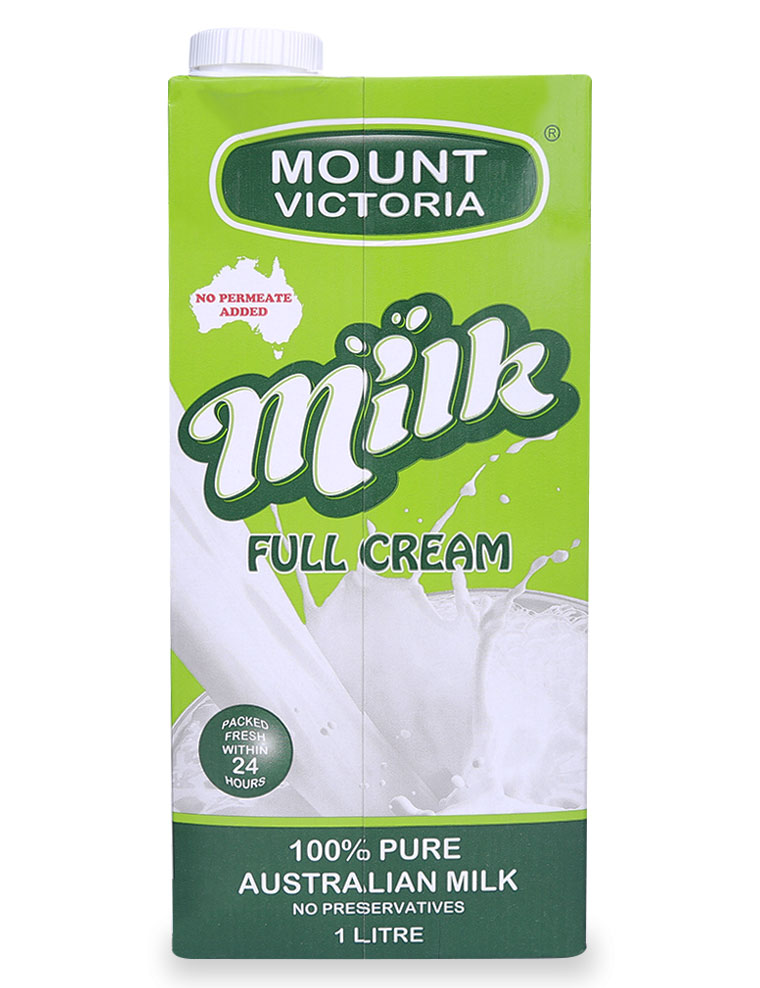 MOUNT
VICTORIA
®
NO PERMEATE
ADDED
milk
FULL CREAM
PACKED
FRESH
WITHIN
24
HOURS
100% PURE
AUSTRALIAN MILK
NO PRESERVATIVES
1 LITRE